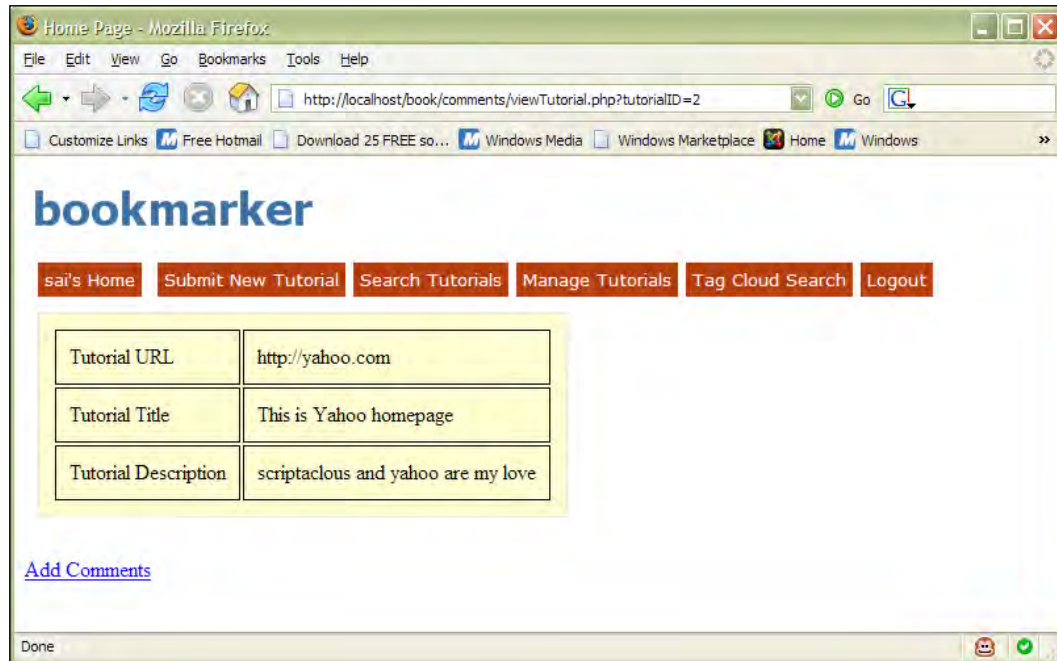 Home Page - Mozilla Firefox
File Edit View Go Bookmarks Tools Help
http://localhost/book/comments/viewTutorial.php?tutorialID=2 Go G
Customize Links Free Hotmail Download 25 FREE so... Windows Media Windows Marketplace Home Windows »
bookmarker
sai's Home Submit New Tutorial Search Tutorials Manage Tutorials Tag Cloud Search Logout
Tutorial URL http://yahoo.com
Tutorial Title This is Yahoo homepage
Tutorial Description scriptaclous and yahoo are my love
Add Comments
Done